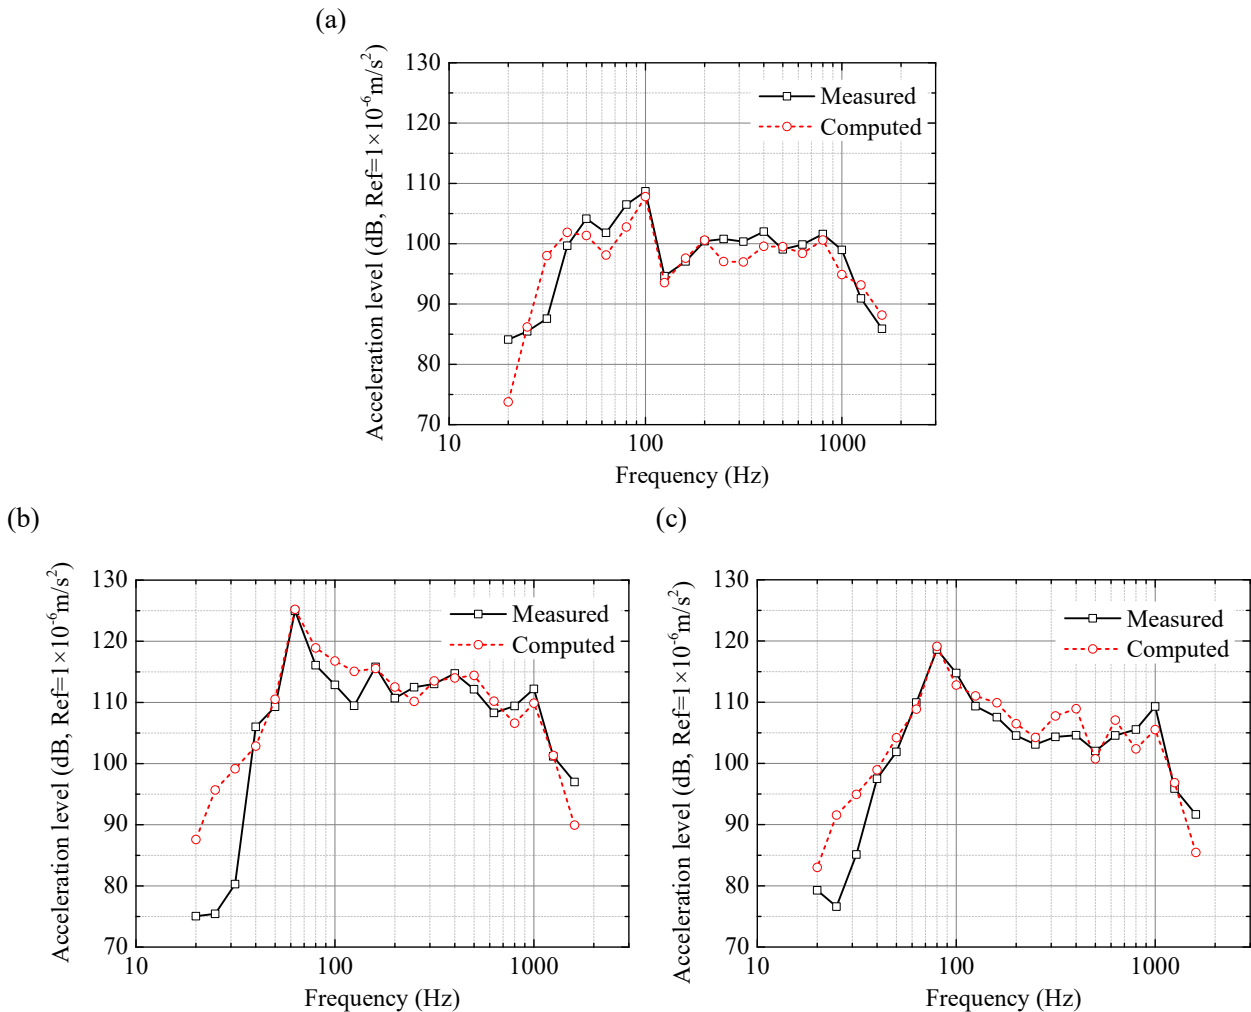 (a)
Acceleration level (dB, Ref=1×10⁻⁶m/s²)
130
120
110
100
90
80
70
Measured
Computed
10
100
1000
Frequency (Hz)
(b)
Acceleration level (dB, Ref=1×10⁻⁶m/s²)
130
120
110
100
90
80
70
Measured
Computed
10
100
1000
Frequency (Hz)
(c)
Acceleration level (dB, Ref=1×10⁻⁶m/s²)
130
120
110
100
90
80
70
Measured
Computed
10
100
1000
Frequency (Hz)